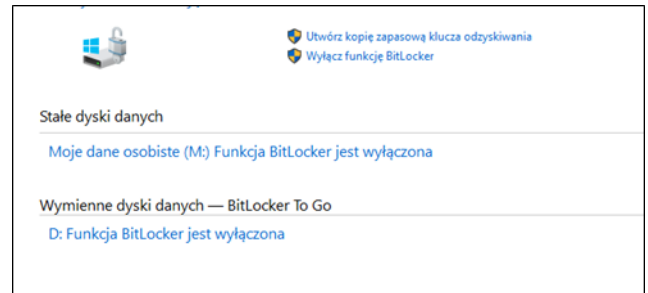 Utwórz kopię zapasową klucza odzyskiwania
Wyłącz funkcję BitLocker
Stałe dyski danych
Moje dane osobiste (M:) Funkcja BitLocker jest wyłączona
Wymienne dyski danych — BitLocker To Go
D: Funkcja BitLocker jest wyłączona